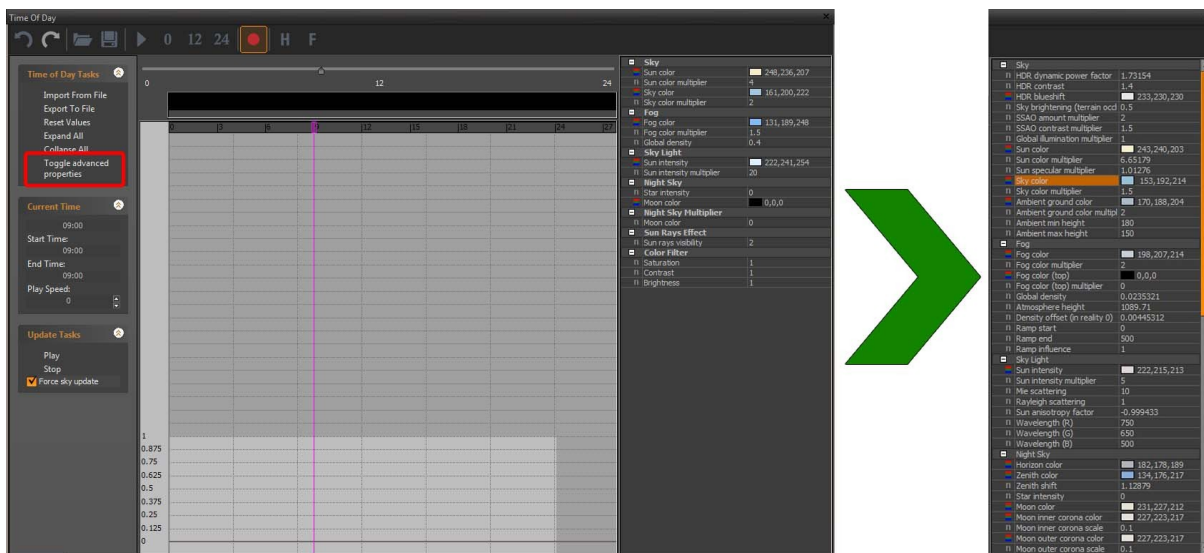 Time Of Day
0 12 24 H F
Time of Day Tasks
Import From File
Export To File
Reset Values
Expand All
Collapse All
Toggle advanced
properties
Current Time
09:00
Start Time:
09:00
End Time:
09:00
Play Speed:
0
Update Tasks
Play
Stop
Force sky update
0 12 24
0 3 6 9 12 15 18 21 24 27
1
0.875
0.75
0.625
0.5
0.375
0.25
0.125
0
Sky
Sun color 248,236,207
Sun color multiplier 4
Sky color 161,200,222
Sky color multiplier 2
Fog
Fog color 131,189,248
Fog color multiplier 1.5
Global density 0.4
Sky Light
Sun intensity 222,241,254
Sun intensity multiplier 20
Night Sky
Star intensity 0
Moon color 0,0,0
Night Sky Multiplier
Moon color 0
Sun Rays Effect
Sun rays visibility 2
Color Filter
Saturation 1
Contrast 1
Brightness 1
Sky
HDR dynamic power factor 1.73154
HDR contrast 1.4
HDR blueshift 233,230,230
Sky brightening (terrain occl 0.5
SSAO amount multiplier 2
SSAO contrast multiplier 1.5
Global illumination multiplier 1
Sun color 243,240,203
Sun color multiplier 6.65179
Sun specular multiplier 1.01276
Sky color 153,192,214
Sky color multiplier 1.5
Ambient ground color 170,188,204
Ambient ground color multipl 2
Ambient min height 180
Ambient max height 150
Fog
Fog color 198,207,214
Fog color multiplier 2
Fog color (top) 0,0,0
Fog color (top) multiplier 0
Global density 0.0235321
Atmosphere height 1089.71
Density offset (in reality 0) 0.00445312
Ramp start 0
Ramp end 500
Ramp influence 1
Sky Light
Sun intensity 222,215,213
Sun intensity multiplier 5
Mie scattering 10
Rayleigh scattering 1
Sun anisotropy factor -0.999433
Wavelength (R) 750
Wavelength (G) 650
Wavelength (B) 500
Night Sky
Horizon color 182,178,189
Zenith color 134,176,217
Zenith shift 1.12879
Star intensity 0
Moon color 231,227,212
Moon inner corona color 227,223,217
Moon inner corona scale 0.1
Moon outer corona color 227,223,217
Moon outer corona scale 0.1